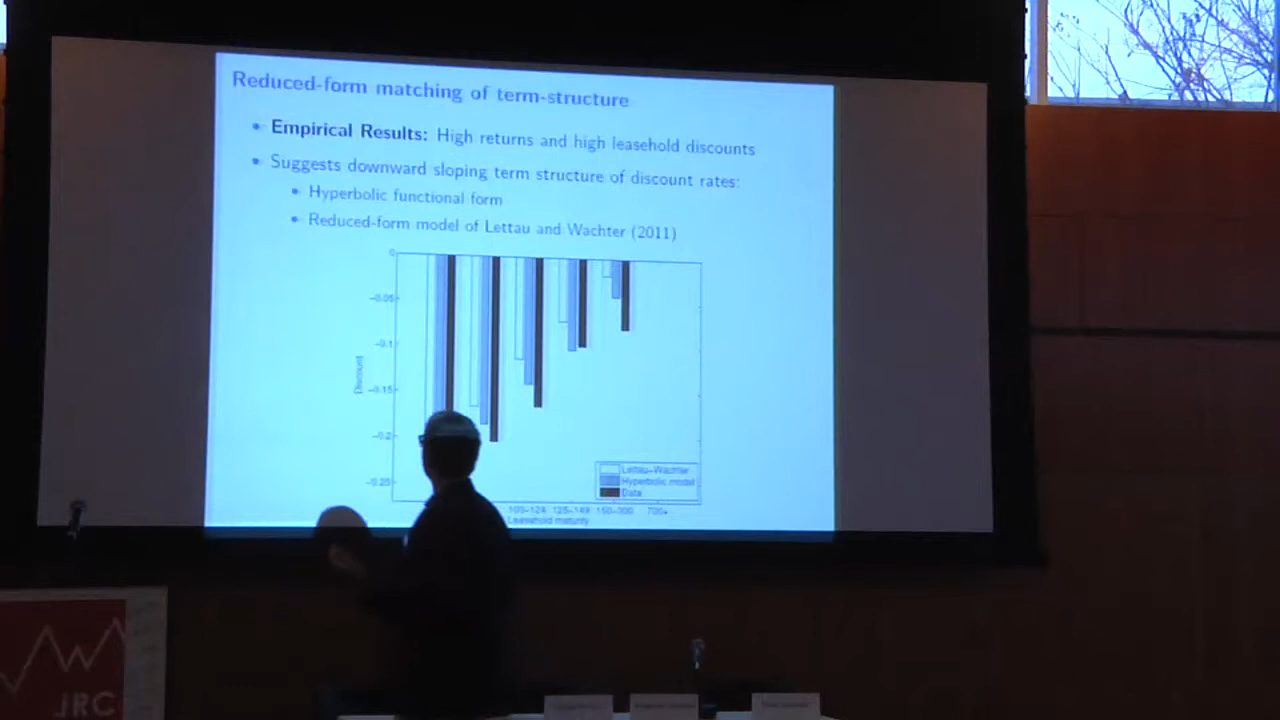 Reduced-form matching of term-structure
• Empirical Results: High returns and high leasehold discounts
• Suggests downward sloping term structure of discount rates:
• Hyperbolic functional form
• Reduced-form model of Lettau and Wachter (2011)
0
-0.05
-0.1
-0.15
-0.2
-0.25
Discount
Lettau-Wachter
Hyperbolic model
Data
100-124 125-149 150-300 700+
Leasehold maturity
JRC